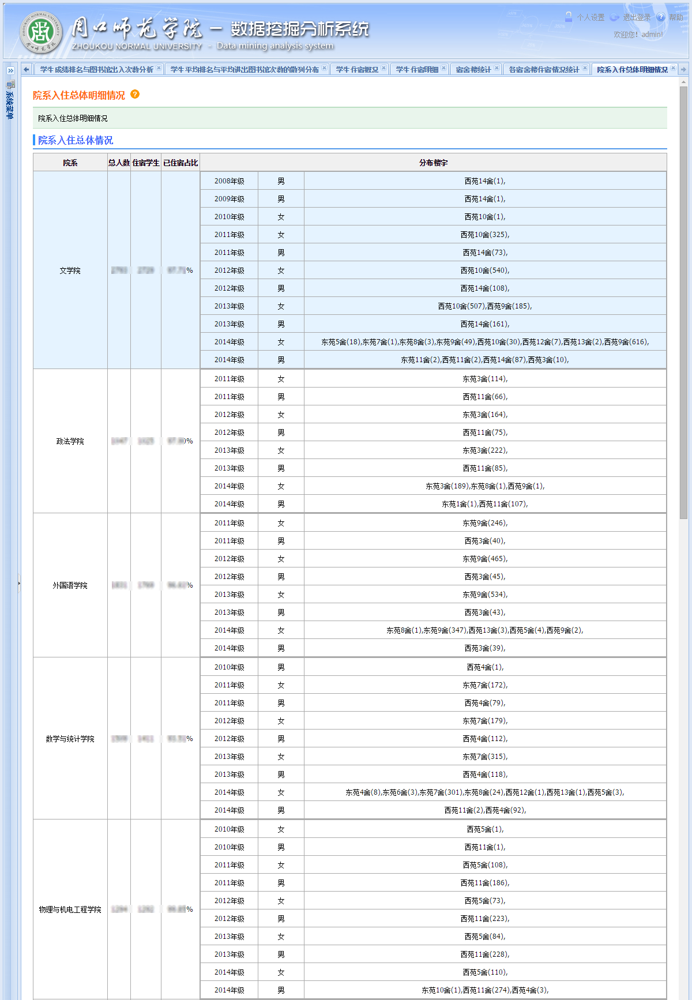 周口师范学院 – 数据挖掘分析系统
ZHOUKOU NORMAL UNIVERSITY – Data mining analysis system
个人设置 退出登录 帮助
欢迎您！admin!
学生成绩排名与图书馆出入次数分析 学生平均排名与平均进出图书馆次数的散列分布 学生住宿概况 学生住宿明细 宿舍楼统计 各宿舍楼住宿情况统计 院系入住总体明细情况
系统菜单
院系入住总体明细情况
院系入住总体明细情况
院系入住总体情况
院系 总人数 住宿学生 已住宿占比 分布楼宇
文学院
2008年级 男 西苑14舍(1),
2009年级 男 西苑14舍(1),
2010年级 女 西苑10舍(1),
2011年级 女 西苑10舍(325),
2011年级 男 西苑14舍(73),
2012年级 女 西苑10舍(540),
2012年级 男 西苑14舍(108),
2013年级 女 西苑10舍(507),西苑9舍(185),
2013年级 男 西苑14舍(161),
2014年级 女 东苑5舍(18),东苑7舍(1),东苑8舍(3),东苑9舍(49),西苑10舍(30),西苑12舍(7),西苑13舍(2),西苑9舍(616),
2014年级 男 东苑11舍(2),西苑11舍(2),西苑14舍(87),西苑3舍(10),
政法学院
2011年级 女 东苑3舍(114),
2011年级 男 西苑11舍(66),
2012年级 女 东苑3舍(164),
2012年级 男 西苑11舍(75),
2013年级 女 东苑3舍(222),
2013年级 男 西苑11舍(85),
2014年级 女 东苑3舍(189),东苑8舍(1),西苑9舍(1),
2014年级 男 东苑1舍(1),西苑11舍(107),
外国语学院
2011年级 女 东苑9舍(246),
2011年级 男 西苑3舍(40),
2012年级 女 东苑9舍(465),
2012年级 男 西苑3舍(45),
2013年级 女 东苑9舍(534),
2013年级 男 西苑3舍(43),
2014年级 女 东苑8舍(1),东苑9舍(347),西苑13舍(3),西苑5舍(4),西苑9舍(2),
2014年级 男 西苑3舍(39),
数学与统计学院
2010年级 男 西苑4舍(1),
2011年级 女 东苑7舍(172),
2011年级 男 西苑4舍(79),
2012年级 女 东苑7舍(179),
2012年级 男 西苑4舍(112),
2013年级 女 东苑7舍(315),
2013年级 男 西苑4舍(118),
2014年级 女 东苑4舍(8),东苑6舍(3),东苑7舍(301),东苑8舍(24),西苑12舍(1),西苑13舍(1),西苑5舍(3),
2014年级 男 西苑11舍(2),西苑4舍(92),
物理与机电工程学院
2010年级 女 西苑5舍(1),
2010年级 男 西苑11舍(1),
2011年级 女 西苑5舍(108),
2011年级 男 西苑11舍(186),
2012年级 女 西苑5舍(73),
2012年级 男 西苑11舍(223),
2013年级 女 西苑5舍(84),
2013年级 男 西苑11舍(228),
2014年级 女 西苑5舍(110),
2014年级 男 东苑10舍(1),西苑11舍(274),西苑4舍(3),